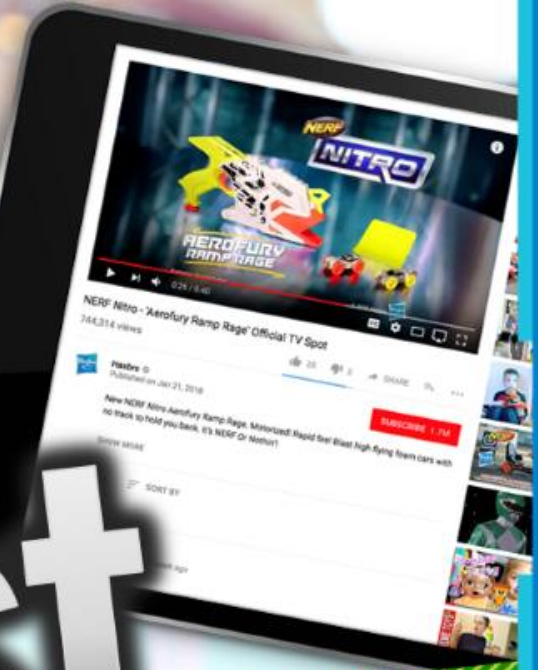 NERF
NITRO
AEROFURY
RAMP RAGE
0:25 / 0:40
NERF Nitro - 'Aerofury Ramp Rage' Official TV Spot
744,314 views
SHARE
Hasbro
Published on Jan 21, 2018
SUBSCRIBE 1.7M
New NERF Nitro Aerofury Ramp Rage. Motorized! Rapid fire! Blast high flying foam cars with
no track to hold you back. It's NERF Or Nothin'!
SHOW MORE
SORT BY
ago
st